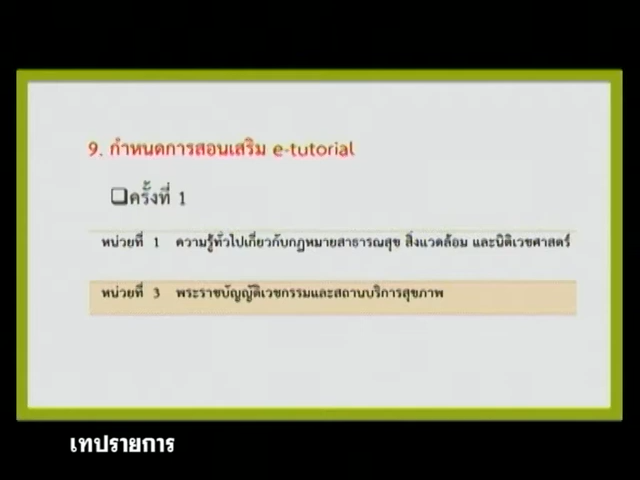 9. กำหนดการสอนเสริม e-tutorial
❑ครั้งที่ 1
หน่วยที่ 1 ความรู้ทั่วไปเกี่ยวกับกฎหมายสาธารณสุข สิ่งแวดล้อม และนิติเวชศาสตร์
หน่วยที่ 3 พระราชบัญญัติเวชกรรมและสถานบริการสุขภาพ
เทปรายการ